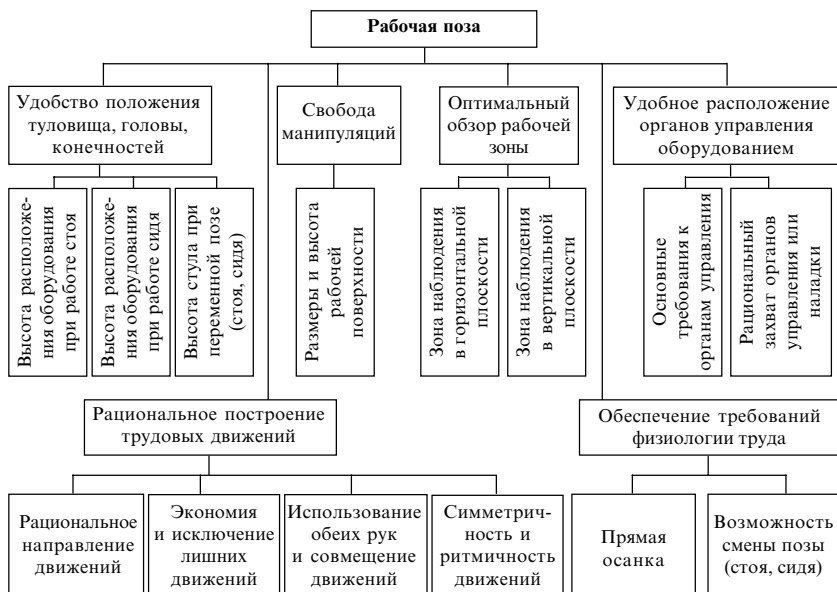 Рабочая поза
Удобство положения
туловища, головы,
конечностей
Свобода
манипуляций
Оптимальный
обзор рабочей
зоны
Удобное расположение
органов управления
оборудованием
Высота расположе-
ния оборудования
при работе стоя
Высота расположе-
ния оборудования
при работе сидя
Высота стула при
переменной позе
(стоя, сидя)
Размеры и высота
рабочей
поверхности
Зона наблюдения
в горизонтальной
плоскости
Зона наблюдения
в вертикальной
плоскости
Основные
требования к
органам управления
Рациональный
захват органов
управления или
наладки
Рациональное построение
трудовых движений
Обеспечение требований
физиологии труда
Рациональное
направление
движений
Экономия
и исключение
лишних
движений
Использование
обеих рук
и совмещение
движений
Симметрич-
ность и
ритмичность
движений
Прямая
осанка
Возможность
смены позы
(стоя, сидя)